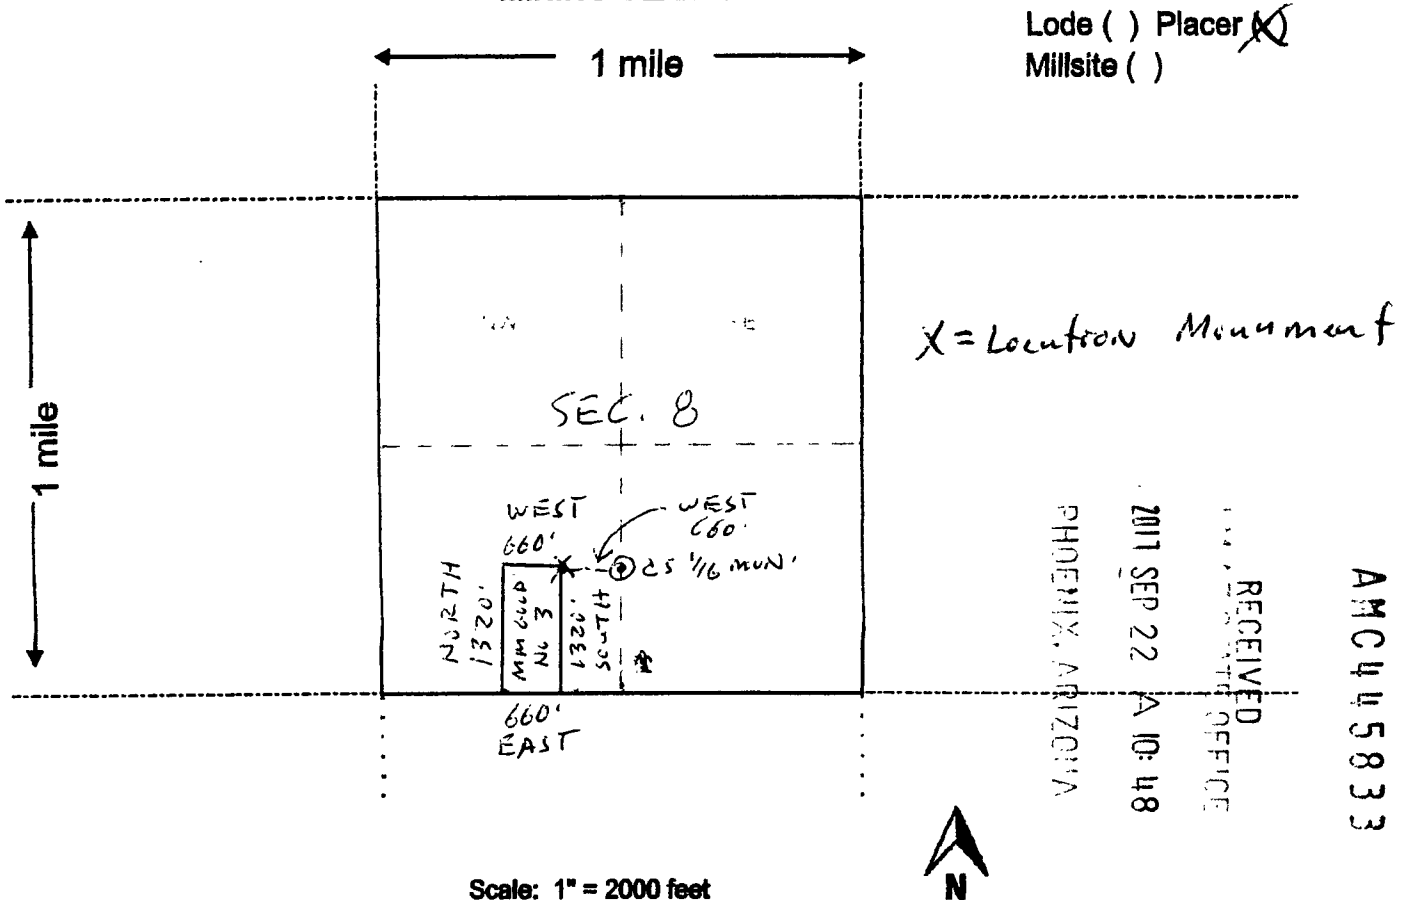 Lode ( ) Placer (X)
Millsite ( )
1 mile
1 mile
X = Location Monument
SEC. 8
WEST
660'
WEST
660'
CS 1/16 MON.
NORTH
1320'
MM GOLD
NO 3
1320'
SOUTH
660'
EAST
RECEIVED
OFFICE
2017 SEP 22 A 10:48
PHOENIX, ARIZONA
AMC445833
Scale: 1" = 2000 feet
N